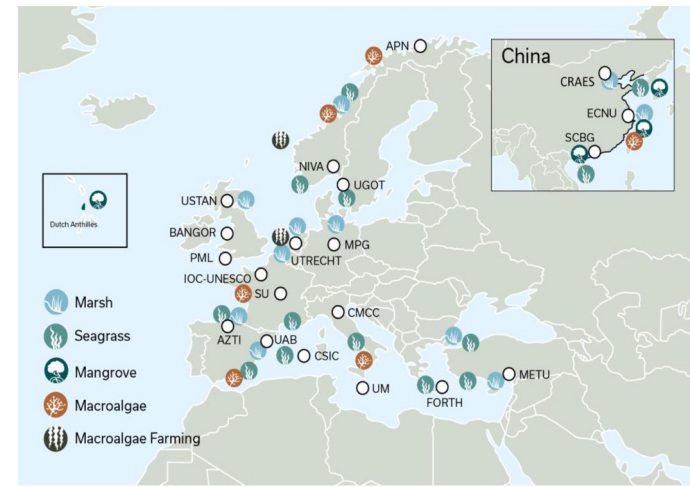 APN
China
CRAES
ECNU
SCBG
NIVA
UGOT
Dutch Anthilles
USTAN
BANGOR
MPG
UTRECHT
PML
IOC-UNESCO
SU
Marsh
CMCC
Seagrass
AZTI
UAB
CSIC
Mangrove
METU
UM
FORTH
Macroalgae
Macroalgae Farming